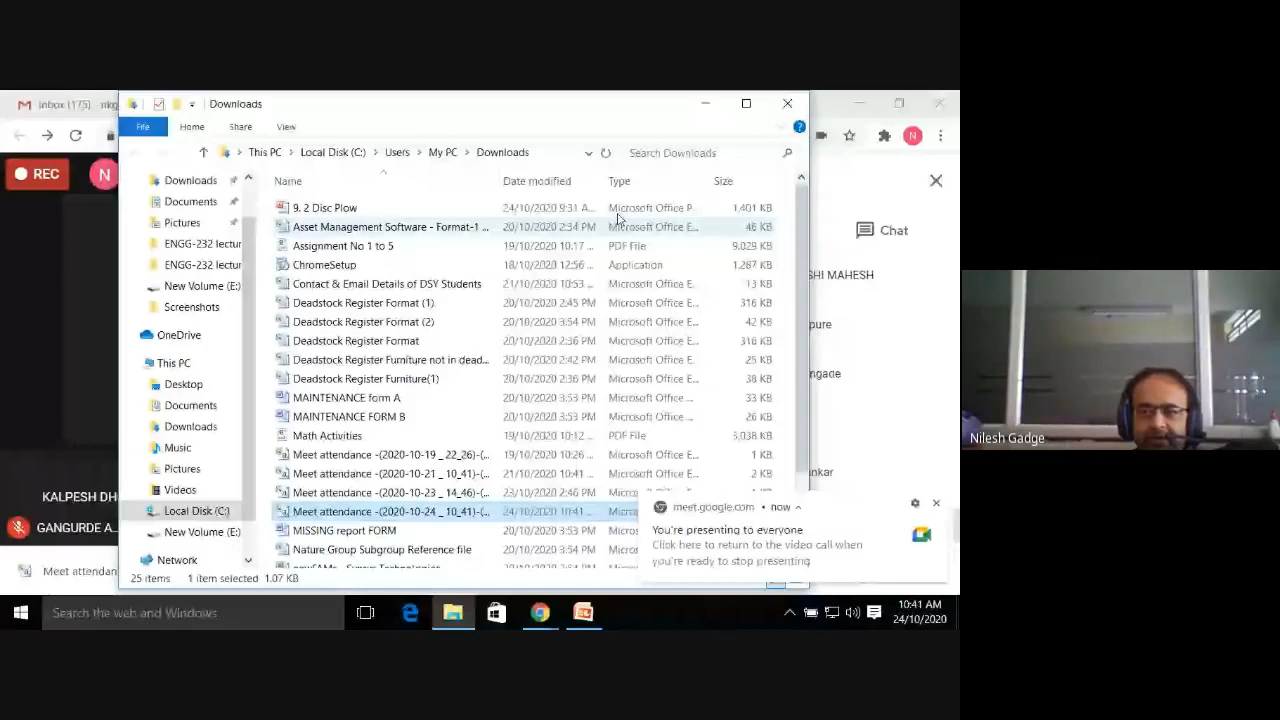 Inbox (175)
Downloads
File Home Share View
This PC Local Disk (C:) Users My PC Downloads Search Downloads
REC
N
N
Downloads
Documents
Pictures
ENGG-232 lectur
ENGG-232 lectur
New Volume (E:)
Screenshots
OneDrive
This PC
Desktop
Documents
Downloads
Music
Pictures
Videos
Local Disk (C:)
New Volume (E:)
Network
Name Date modified Type Size
9. 2 Disc Plow 24/10/2020 9:31 A... Microsoft Office P... 1,401 KB
Asset Management Software - Format-1 ... 20/10/2020 2:34 PM Microsoft Office E... 46 KB
Assignment No 1 to 5 19/10/2020 10:17 ... PDF File 9,029 KB
ChromeSetup 18/10/2020 12:56 ... Application 1,287 KB
Contact & Email Details of DSY Students 21/10/2020 10:53 ... Microsoft Office E... 13 KB
Deadstock Register Format (1) 20/10/2020 2:45 PM Microsoft Office E... 316 KB
Deadstock Register Format (2) 20/10/2020 3:54 PM Microsoft Office E... 42 KB
Deadstock Register Format 20/10/2020 2:36 PM Microsoft Office E... 316 KB
Deadstock Register Furniture not in dead... 20/10/2020 2:42 PM Microsoft Office E... 25 KB
Deadstock Register Furniture(1) 20/10/2020 2:36 PM Microsoft Office E... 38 KB
MAINTENANCE form A 20/10/2020 3:53 PM Microsoft Office ... 33 KB
MAINTENANCE FORM B 20/10/2020 3:53 PM Microsoft Office ... 26 KB
Math Activities 19/10/2020 10:12 ... PDF File 3,038 KB
Meet attendance -(2020-10-19 _ 22_26)-(... 19/10/2020 10:26 ... Microsoft Office E... 1 KB
Meet attendance -(2020-10-21 _ 10_41)-(... 21/10/2020 10:41 ... Microsoft Office E... 2 KB
Meet attendance -(2020-10-23 _ 14_46)-(... 23/10/2020 2:46 PM Microsoft Office E...
Meet attendance -(2020-10-24 _ 10_41)-(... 24/10/2020 10:41 ...
MISSING report FORM 20/10/2020 3:53 PM
Nature Group Subgroup Reference file 20/10/2020 3:54 PM
25 items 1 item selected 1.07 KB
Chat
SHI MAHESH
pure
ngade
nkar
meet.google.com • now
You're presenting to everyone
Click here to return to the video call when
you're ready to stop presenting
KALPESH DH
GANGURDE A...
Meet attendan
Search the web and Windows
10:41 AM
24/10/2020
Nilesh Gadge